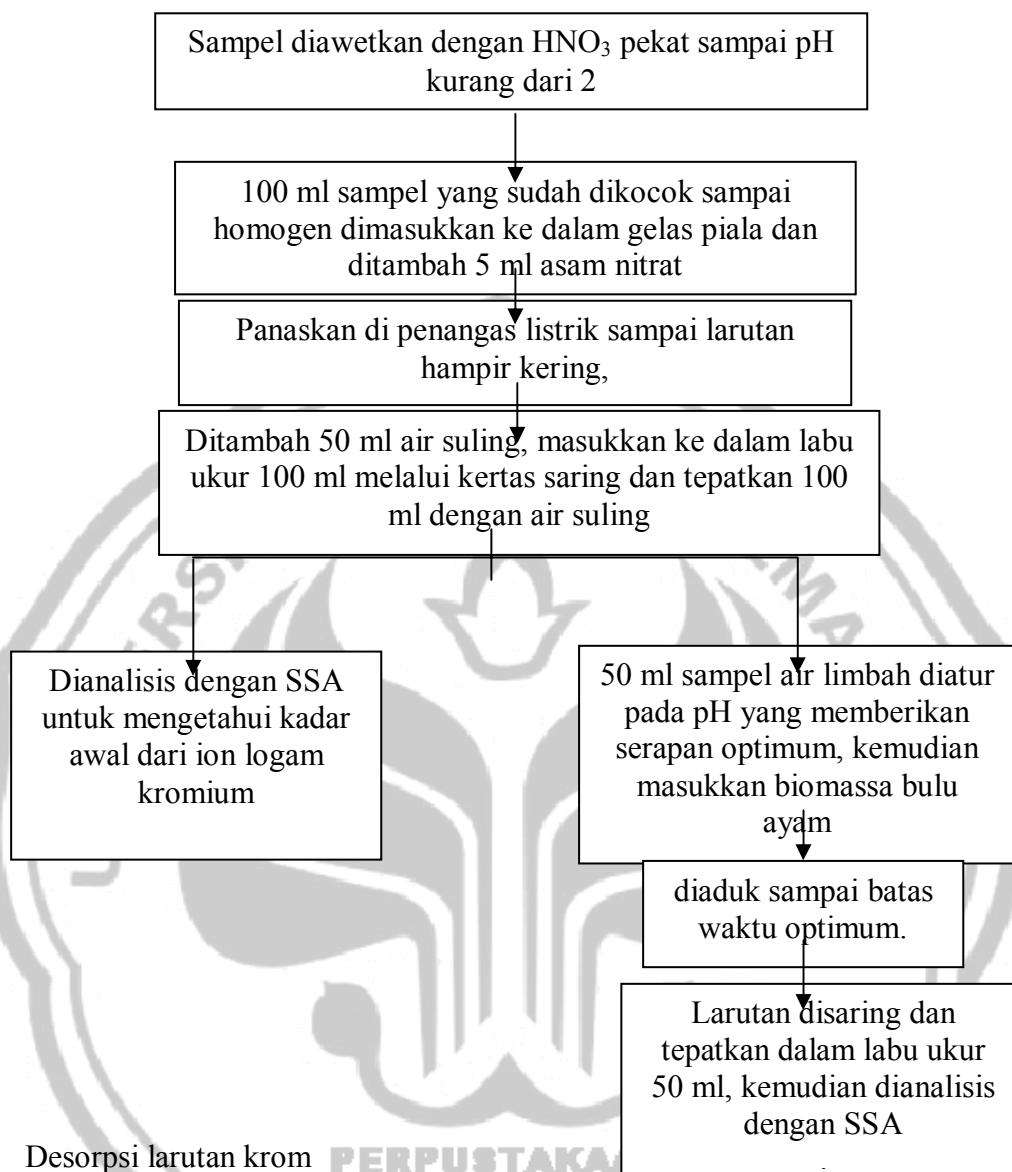 Sampel diawetkan dengan HNO₃ pekat sampai pH
kurang dari 2
100 ml sampel yang sudah dikocok sampai
homogen dimasukkan ke dalam gelas piala dan
ditambah 5 ml asam nitrat
Panaskan di penangas listrik sampai larutan
hampir kering,
Ditambah 50 ml air suling, masukkan ke dalam labu
ukur 100 ml melalui kertas saring dan tepatkan 100
ml dengan air suling
Dianalisis dengan SSA
untuk mengetahui kadar
awal dari ion logam
kromium
50 ml sampel air limbah diatur
pada pH yang memberikan
serapan optimum, kemudian
masukkan biomassa bulu
ayam
diaduk sampai batas
waktu optimum.
Larutan disaring dan
tepatkan dalam labu ukur
50 ml, kemudian dianalisis
dengan SSA
Desorpsi larutan krom